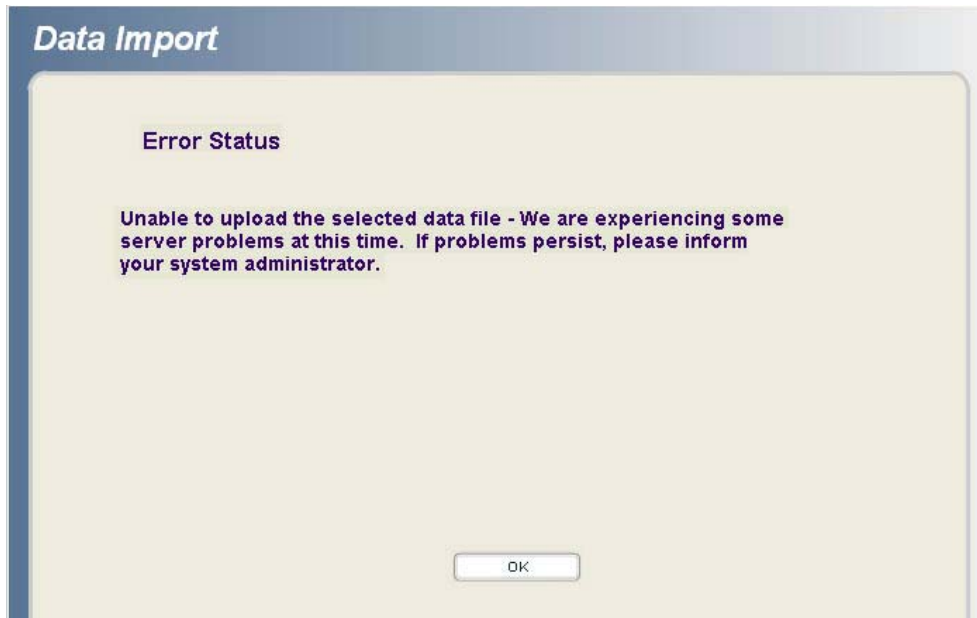 Data Import
Error Status
Unable to upload the selected data file - We are experiencing some
server problems at this time.  If problems persist, please inform
your system administrator.
OK